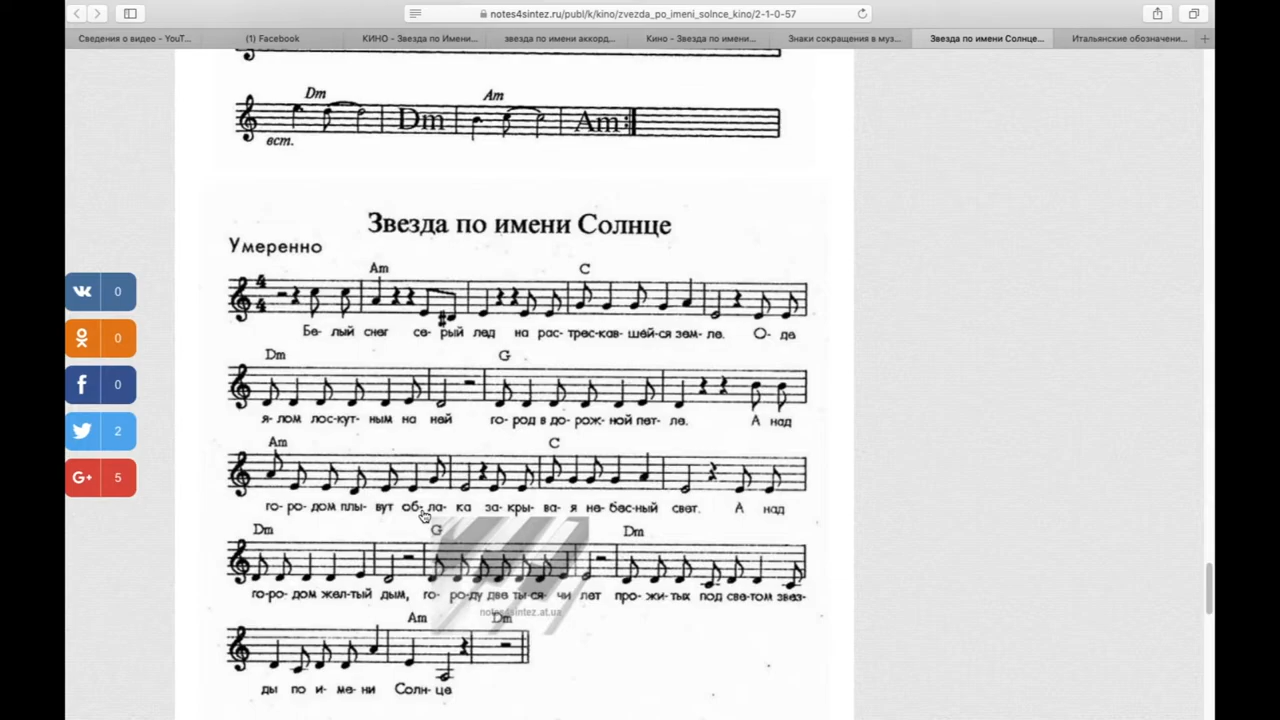 notes4sintez.ru/publ/k/kino/zvezda_po_imeni_solnce_kino/2-1-0-57
Сведения о видео - YouT... (1) Facebook КИНО - Звезда по Имени... звезда по имени аккорд... Кино - Звезда по имени... Знаки сокращения в муз... Звезда по имени Солнце... Итальянские обозначени...
Dm Am
Dm Am
вст.
Звезда по имени Солнце
Умеренно
Am C
4 4
Бе- лый снег се- рый лед на рас- трес-кав- шей-ся зем- ле. О- де
Dm G
я- лом лос-кут- ным на ней го- род в до- рож- ной пет- ле. А над
Am C
го- ро- дом плы- вут об- ла- ка за- кры- ва- я не- бес-ный свет. А над
Dm G Dm
го- ро- дом жел-тый дым, го- ро-ду две ты-ся- чи лет про- жи-тых под све-том звез-
notes4sintez.at.ua
Am Dm
ды по и- ме- ни Солн- це
0
0
0
2
5